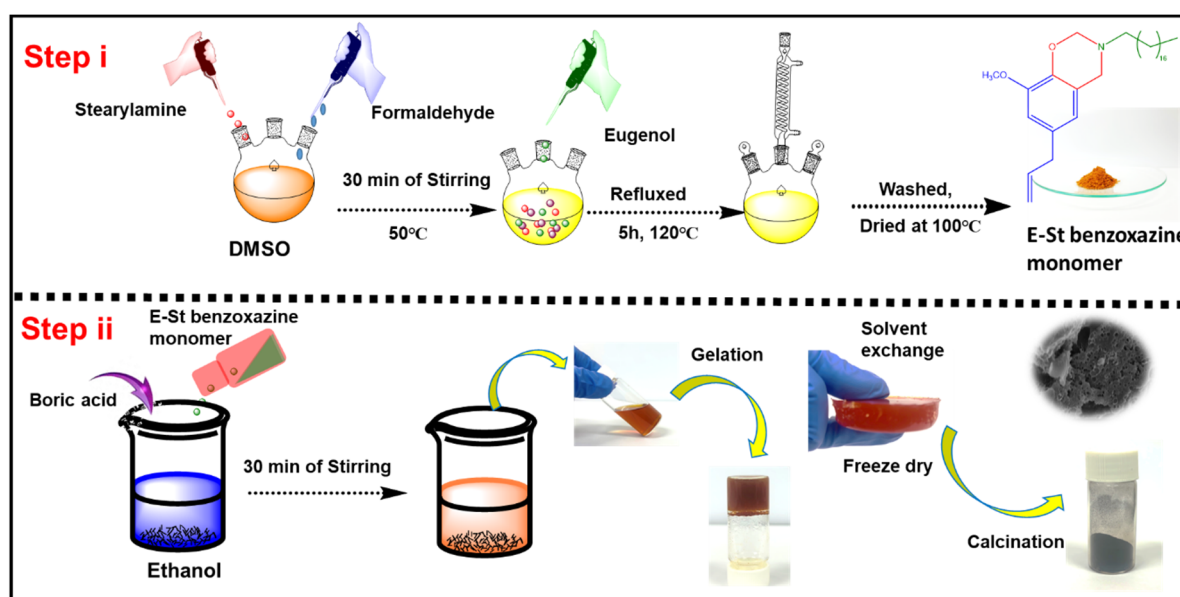 Step i
Stearylamine
Formaldehyde
Eugenol
30 min of Stirring
50℃
DMSO
Refluxed
5h, 120℃
Washed,
Dried at 100℃
O
N
16
H₃CO
E-St benzoxazine
monomer
Step ii
E-St benzoxazine
monomer
Boric acid
30 min of Stirring
Ethanol
Gelation
Solvent
exchange
Freeze dry
Calcination